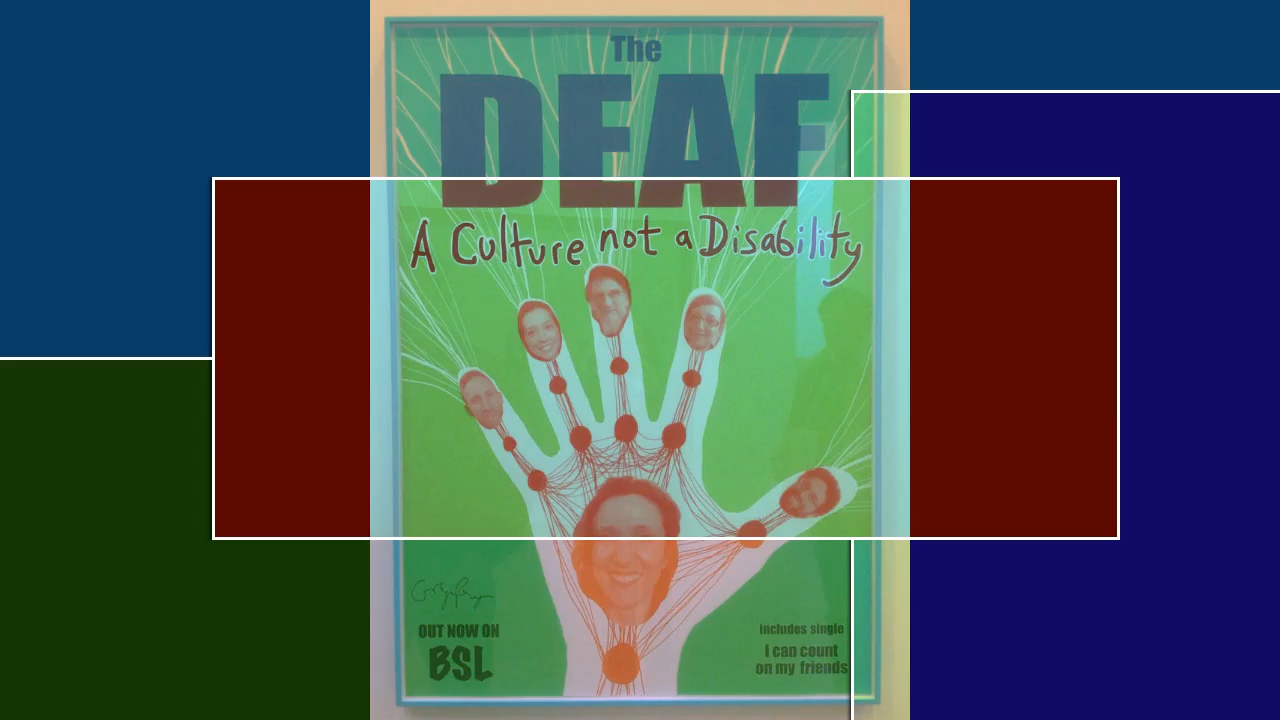 The
DEAF
A Culture not a Disability
OUT NOW ON
BSL
includes single
I can count
on my friends